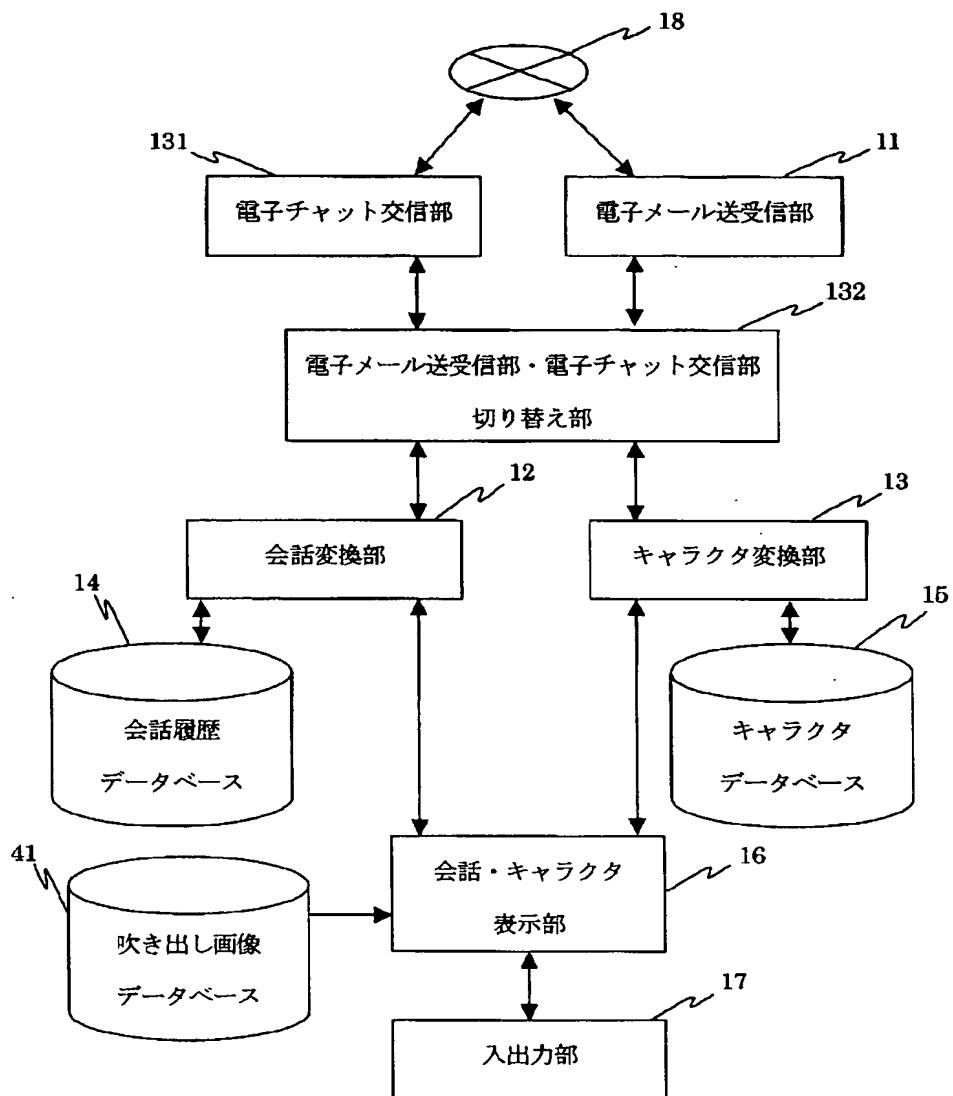 18
131
11
電子チャット交信部
電子メール送受信部
132
電子メール送受信部・電子チャット交信部
切り替え部
12
13
会話変換部
キャラクタ変換部
14
15
会話履歴
データベース
キャラクタ
データベース
41
16
会話・キャラクタ
表示部
吹き出し画像
データベース
17
入出力部